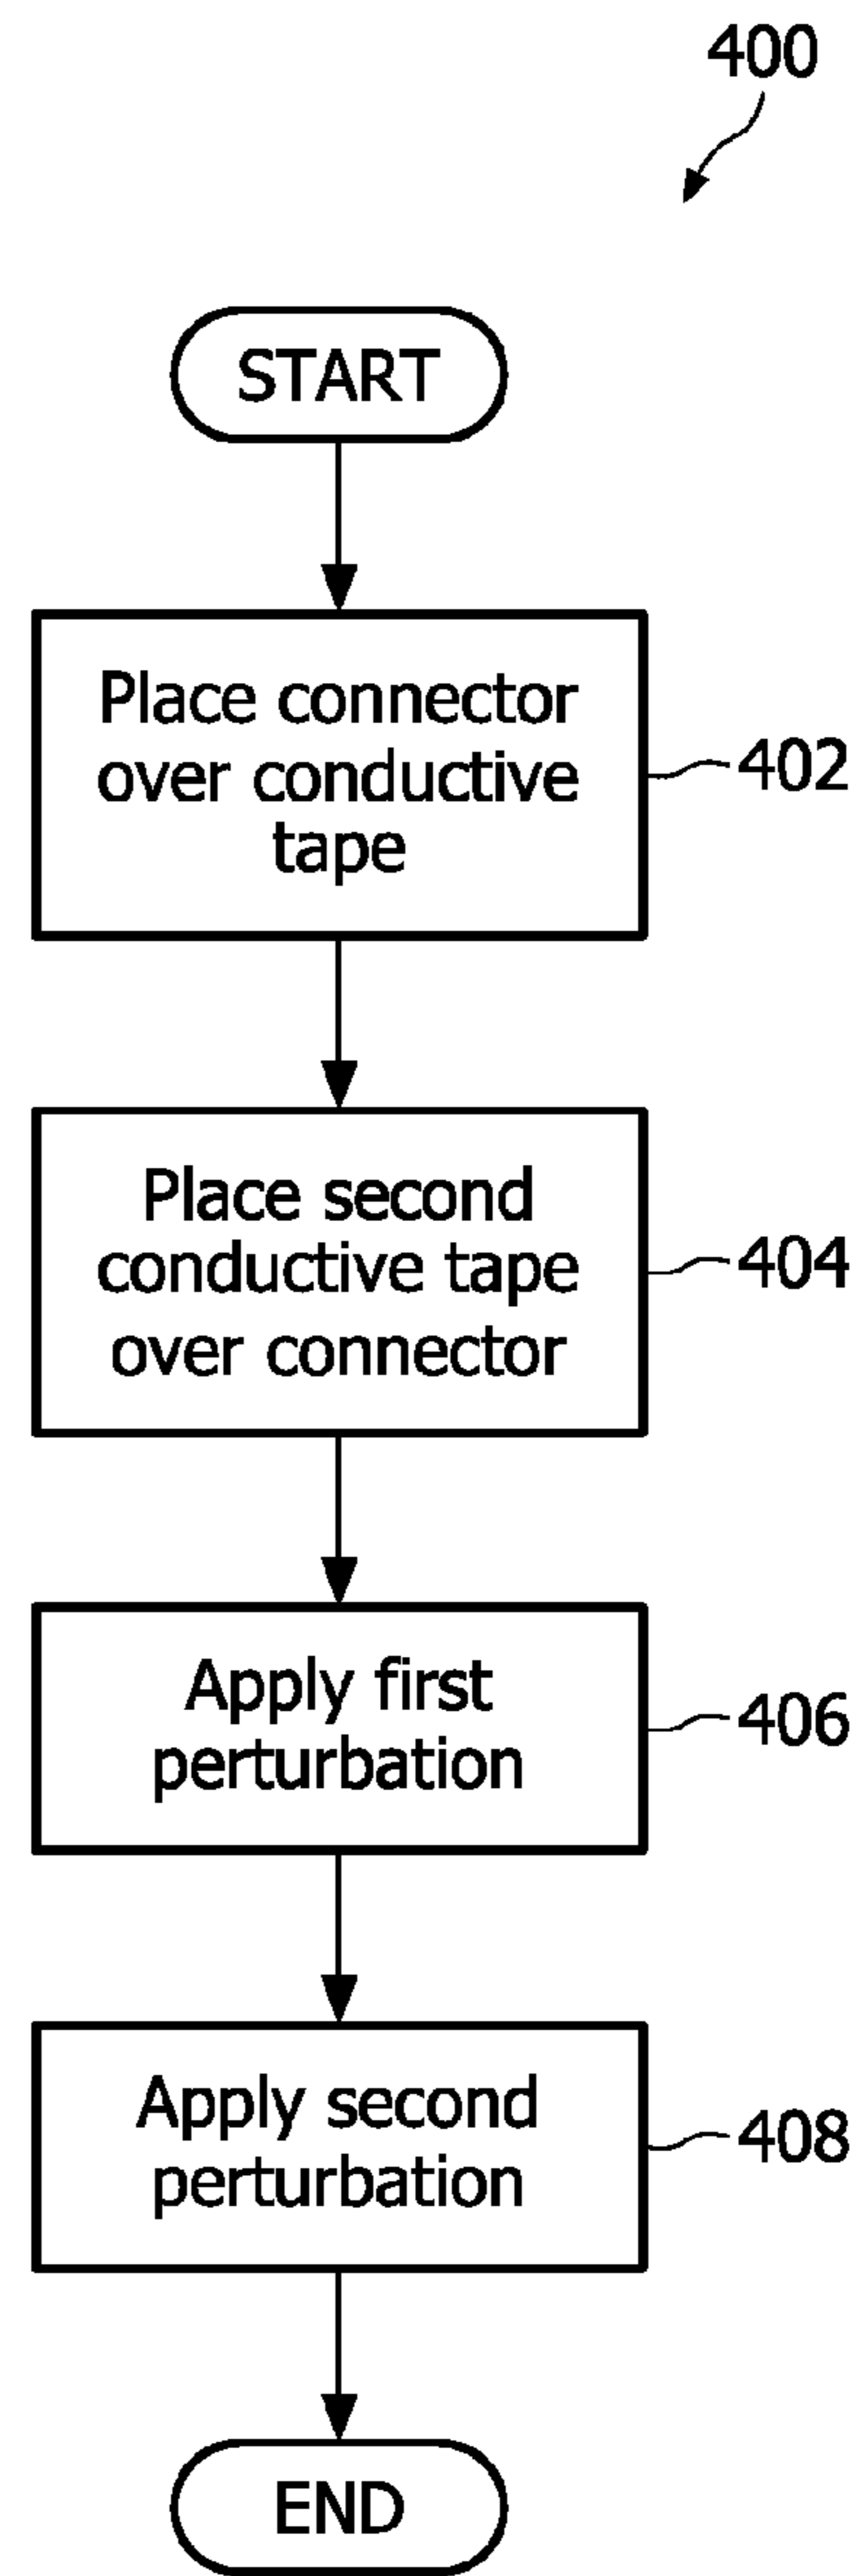 400
START
Place connector
over conductive
tape
402
Place second
conductive tape
over connector
404
Apply first
perturbation
406
Apply second
perturbation
408
END